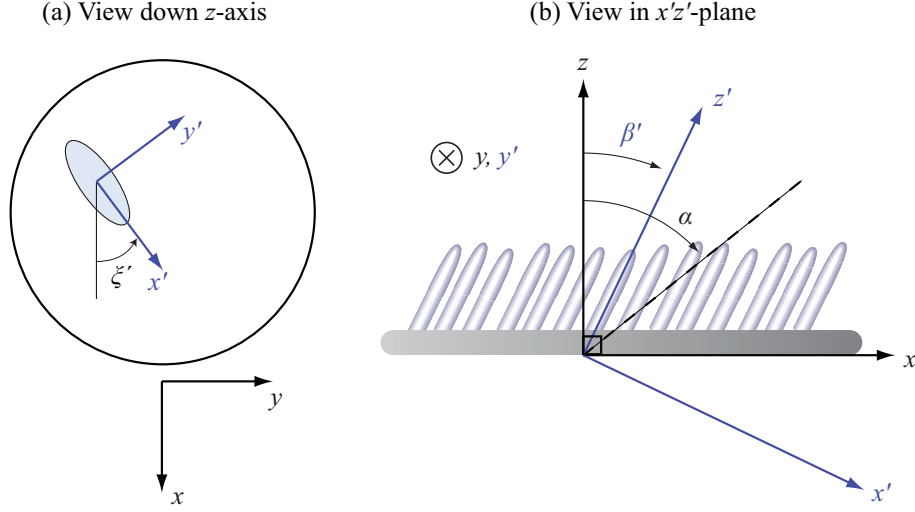 (a) View down z-axis
(b) View in x'z'-plane
y'
ξ'
x'
y
x
z
z'
β'
y, y'
α
x
x'